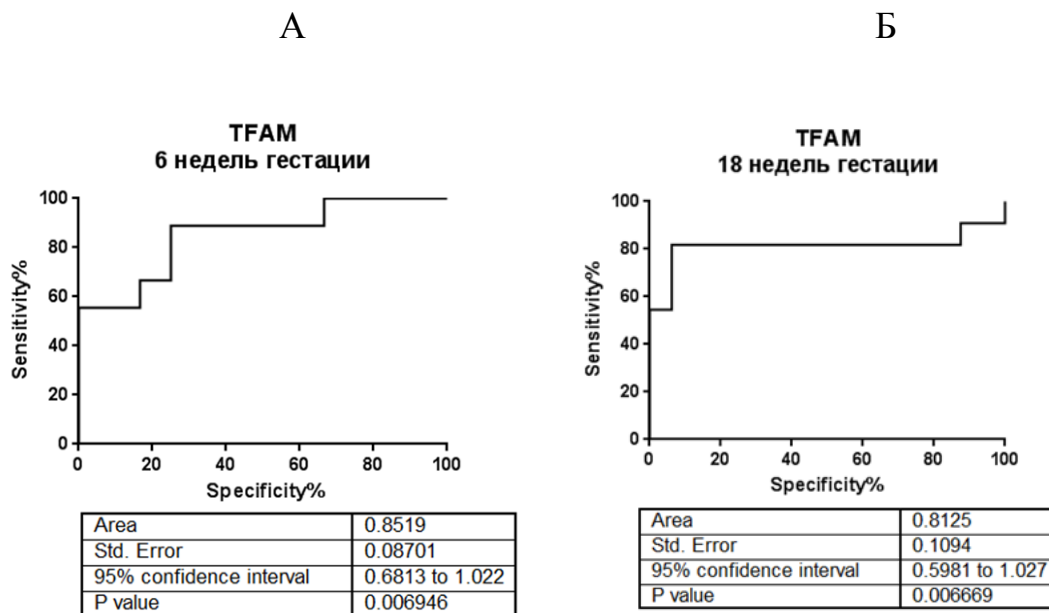 А
Б
TFAM
6 недель гестации
100
80
60
40
20
0
Sensitivity%
0 20 40 60 80 100
Specificity%
Area 0.8519
Std. Error 0.08701
95% confidence interval 0.6813 to 1.022
P value 0.006946
TFAM
18 недель гестации
100
80
60
40
20
0
Sensitivity%
0 20 40 60 80 100
Specificity%
Area 0.8125
Std. Error 0.1094
95% confidence interval 0.5981 to 1.027
P value 0.006669